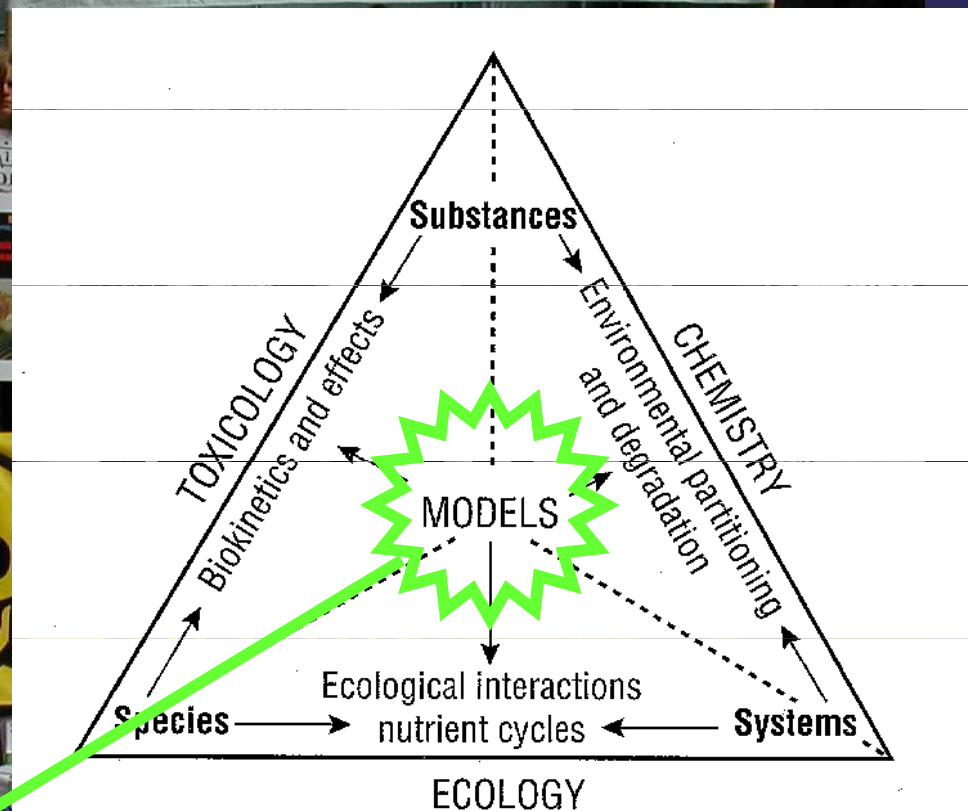 Substances
TOXICOLOGY
Biokinetics and effects
CHEMISTRY
Environmental partitioning
and degradation
MODELS
Ecological interactions
nutrient cycles
Species
Systems
ECOLOGY